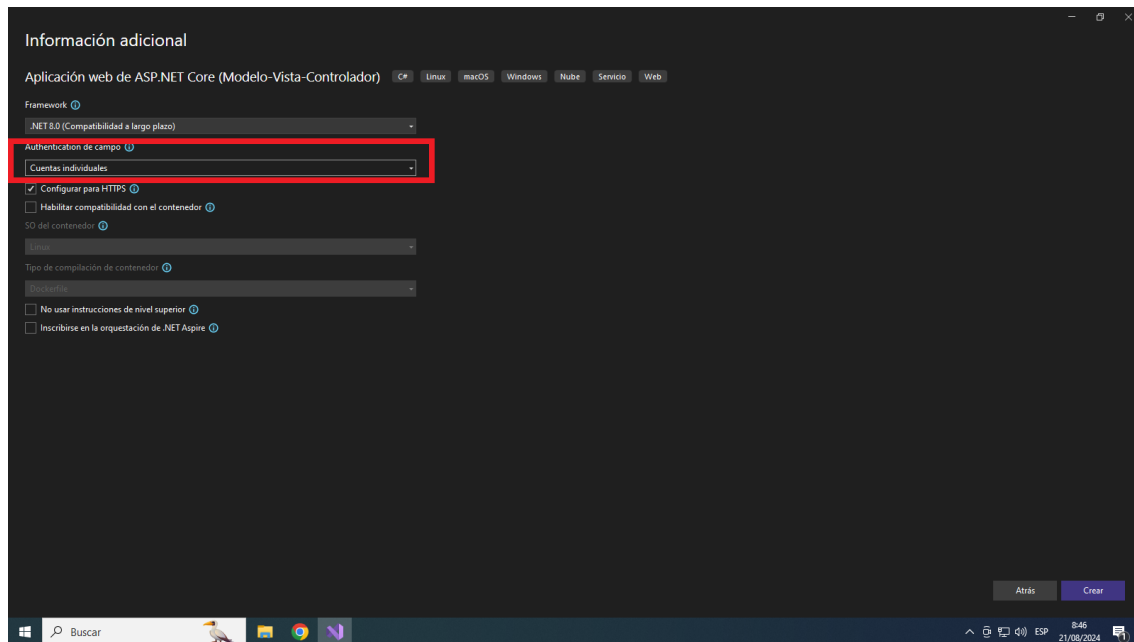 Información adicional
Aplicación web de ASP.NET Core (Modelo-Vista-Controlador) C# Linux macOS Windows Nube Servicio Web
Framework
.NET 8.0 (Compatibilidad a largo plazo)
Authentication de campo
Cuentas individuales
Configurar para HTTPS
Habilitar compatibilidad con el contenedor
SO del contenedor
Linux
Tipo de compilación de contenedor
Dockerfile
No usar instrucciones de nivel superior
Inscribirse en la orquestación de .NET Aspire
Atrás Crear
Buscar ESP 8:46
21/08/2024